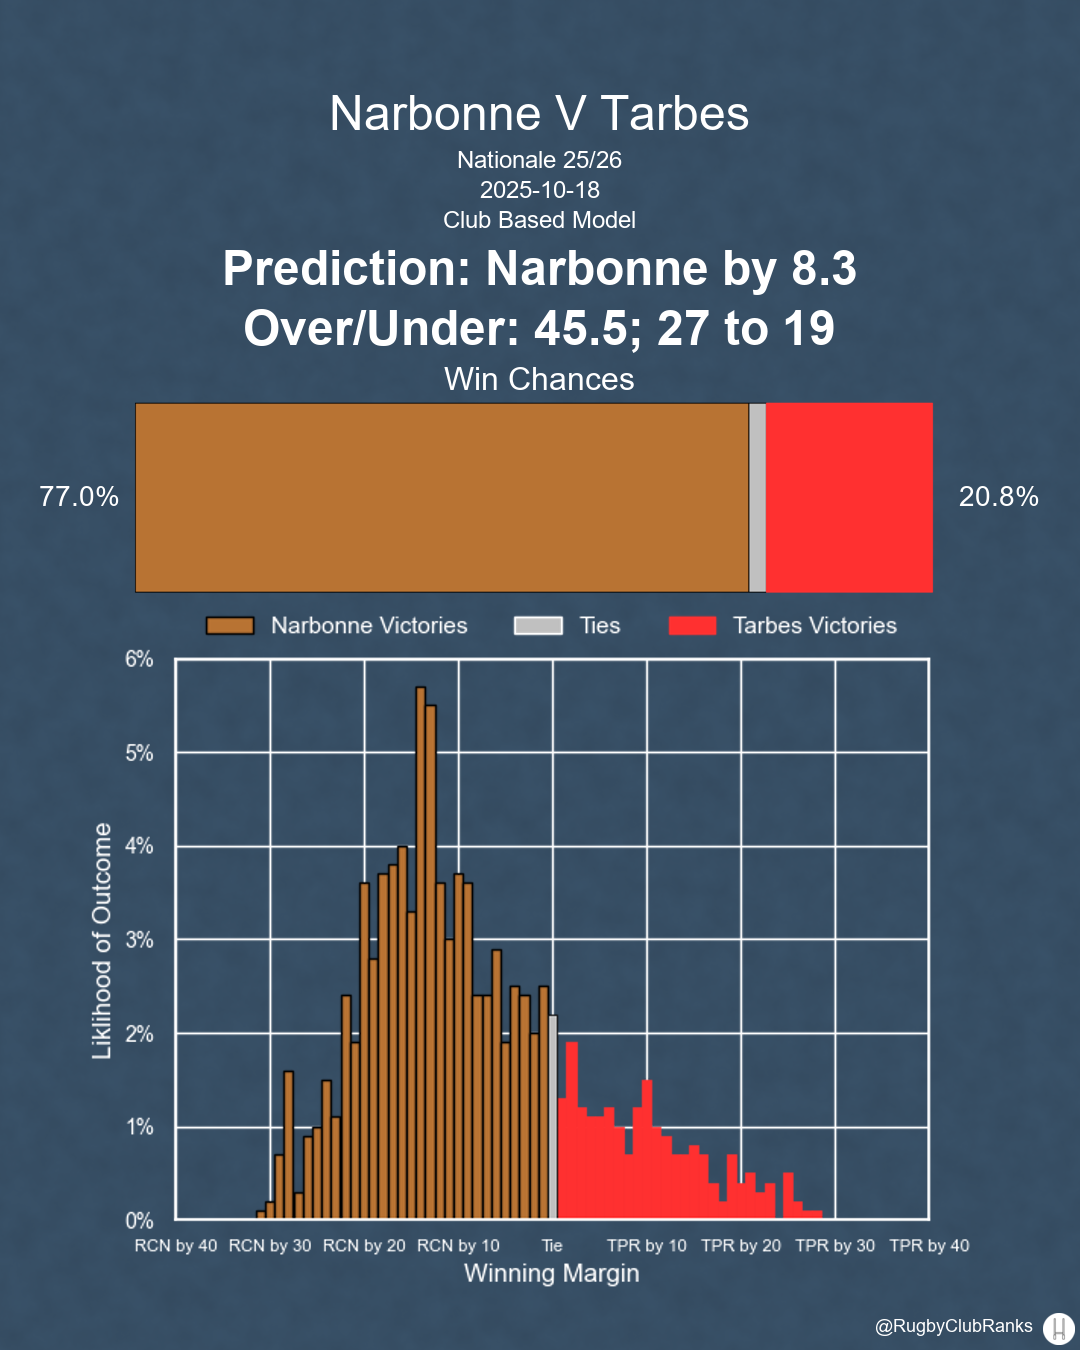 Narbonne V Tarbes
Nationale 25/26
2025-10-18
Club Based Model
Prediction: Narbonne by 8.3
Over/Under: 45.5; 27 to 19
Win Chances
77.0%
20.8%
Narbonne Victories Ties Tarbes Victories
6%
5%
4%
3%
2%
1%
0%
Liklihood of Outcome
RCN by 40 RCN by 30 RCN by 20 RCN by 10 Tie TPR by 10 TPR by 20 TPR by 30 TPR by 40
Winning Margin
@RugbyClubRanks